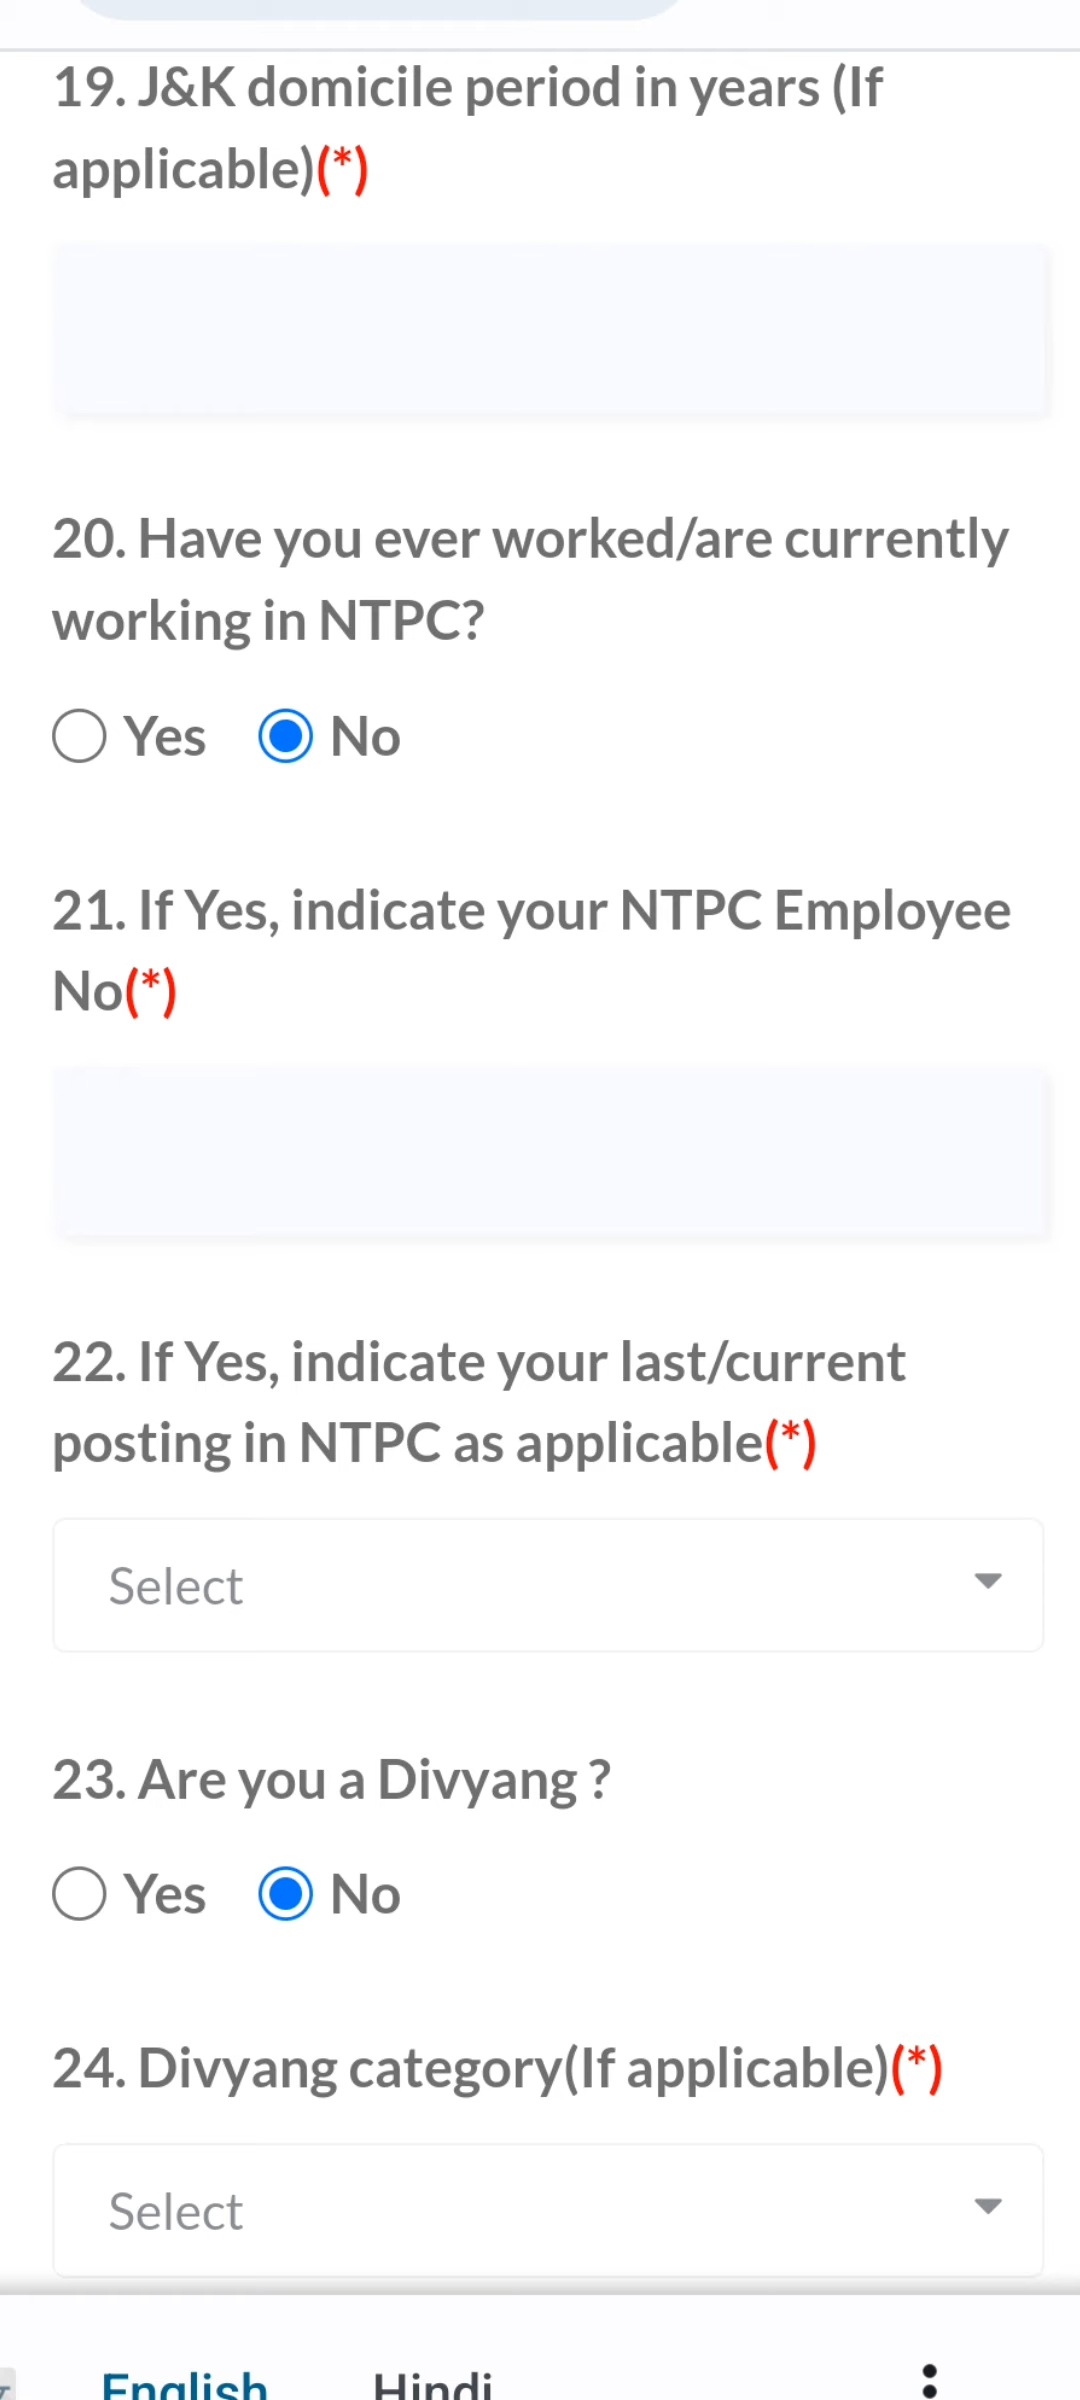 19. J&K domicile period in years (If
applicable)(*)
20. Have you ever worked/are currently
working in NTPC?
Yes No
21. If Yes, indicate your NTPC Employee
No(*)
22. If Yes, indicate your last/current
posting in NTPC as applicable(*)
Select
23. Are you a Divyang ?
Yes No
24. Divyang category(If applicable)(*)
Select
English Hindi